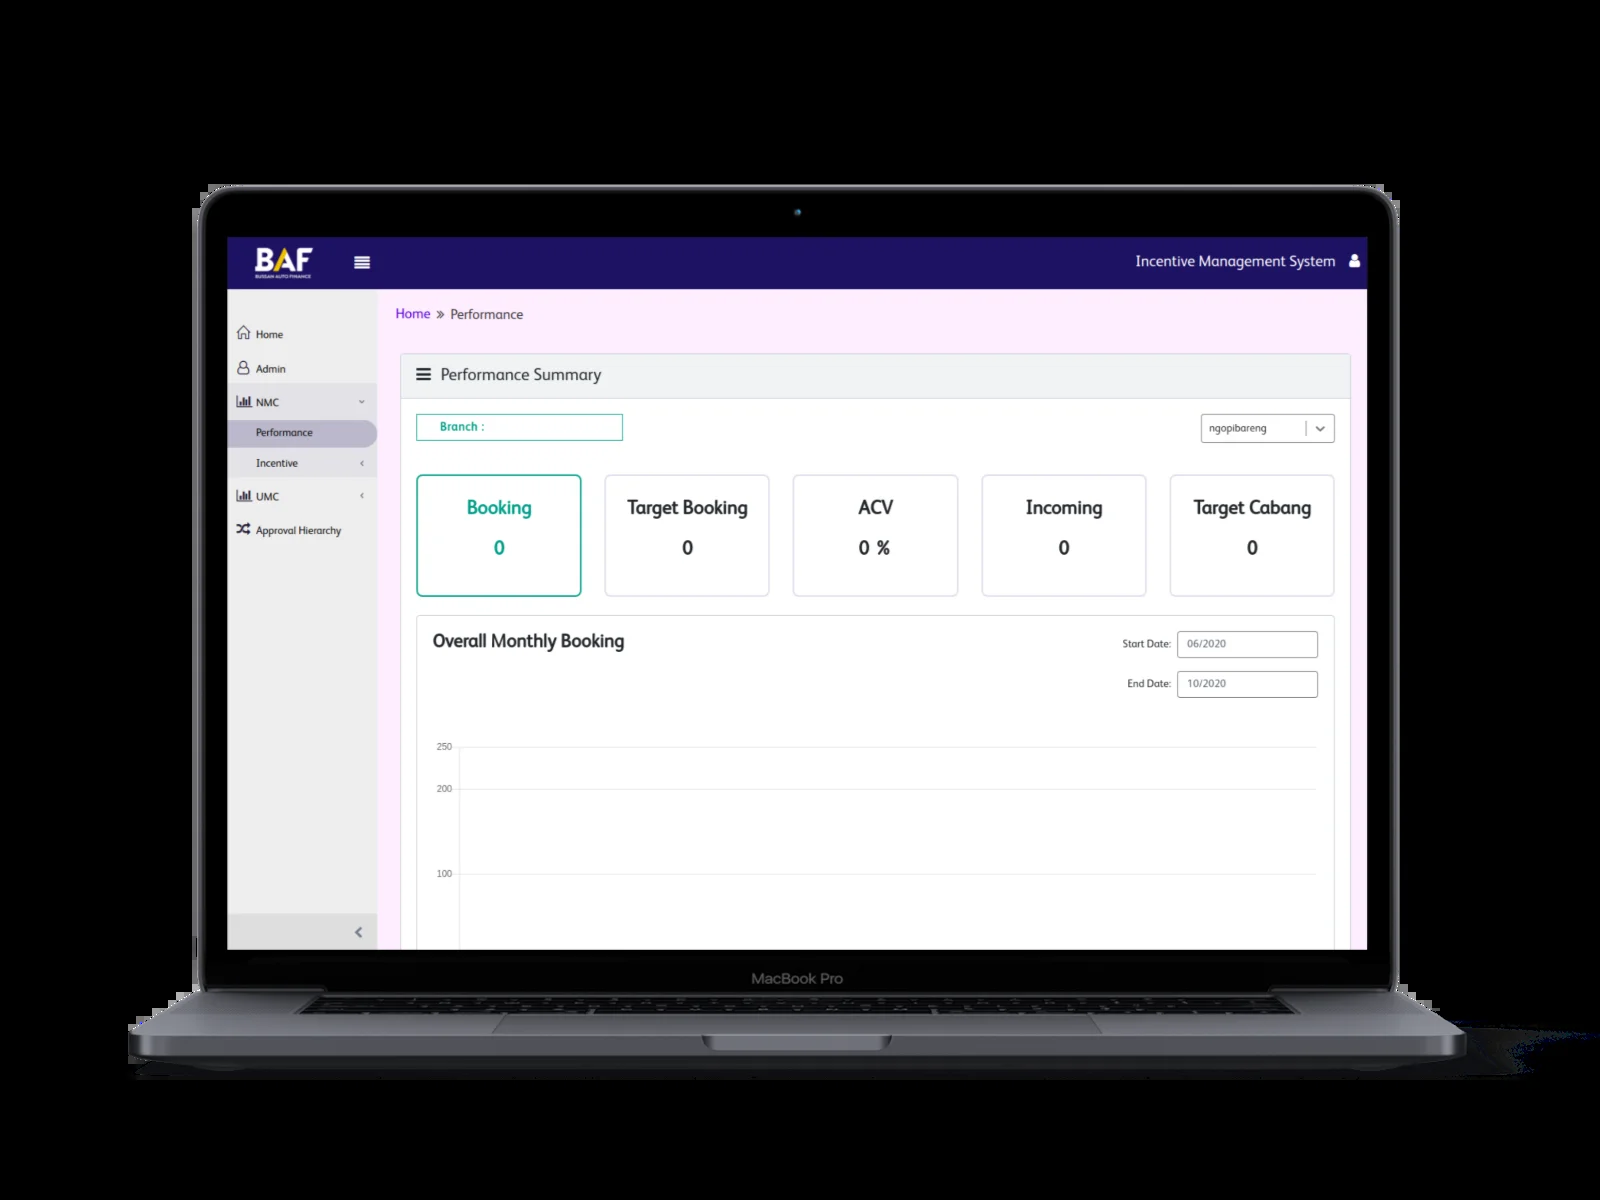 BAF
BUSSAN AUTO FINANCE
Incentive Management System
Home
Admin
NMC
Performance
Incentive
UMC
Approval Hierarchy
Home » Performance
Performance Summary
Branch :
ngopibareng
Booking
0
Target Booking
0
ACV
0 %
Incoming
0
Target Cabang
0
Overall Monthly Booking
Start Date: 06/2020
End Date: 10/2020
250
200
100
MacBook Pro